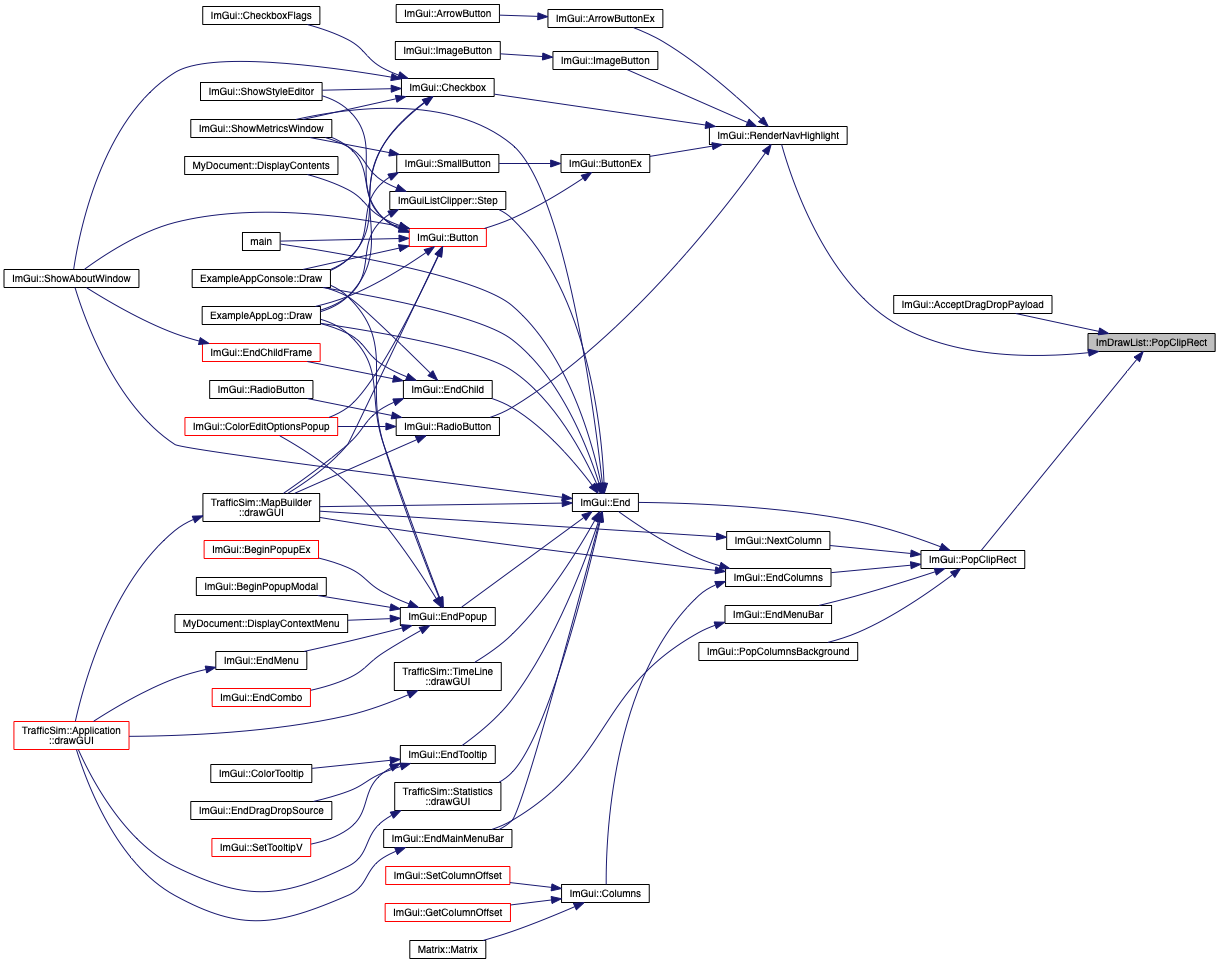 ImGui::CheckboxFlags
ImGui::ArrowButton
ImGui::ArrowButtonEx
ImGui::ImageButton
ImGui::ImageButton
ImGui::ShowStyleEditor
ImGui::Checkbox
ImGui::ShowMetricsWindow
ImGui::RenderNavHighlight
MyDocument::DisplayContents
ImGui::SmallButton
ImGui::ButtonEx
ImGuiListClipper::Step
main
ImGui::Button
ImGui::ShowAboutWindow
ExampleAppConsole::Draw
ImGui::AcceptDragDropPayload
ExampleAppLog::Draw
ImDrawList::PopClipRect
ImGui::EndChildFrame
ImGui::RadioButton
ImGui::EndChild
ImGui::ColorEditOptionsPopup
ImGui::RadioButton
TrafficSim::MapBuilder
::drawGUI
ImGui::End
ImGui::NextColumn
ImGui::BeginPopupEx
ImGui::PopClipRect
ImGui::BeginPopupModal
ImGui::EndColumns
MyDocument::DisplayContextMenu
ImGui::EndPopup
ImGui::EndMenuBar
ImGui::PopColumnsBackground
ImGui::EndMenu
TrafficSim::TimeLine
::drawGUI
ImGui::EndCombo
TrafficSim::Application
::drawGUI
ImGui::EndTooltip
ImGui::ColorTooltip
TrafficSim::Statistics
::drawGUI
ImGui::EndDragDropSource
ImGui::EndMainMenuBar
ImGui::SetTooltipV
ImGui::SetColumnOffset
ImGui::Columns
ImGui::GetColumnOffset
Matrix::Matrix